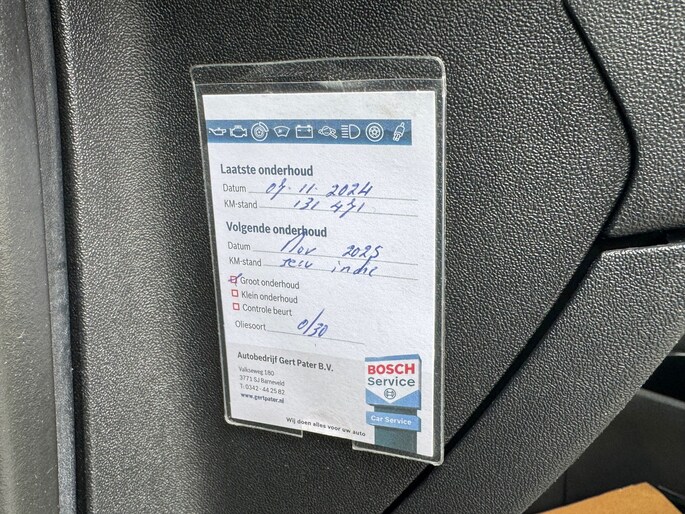 Laatste onderhoud
Datum 07-11-2024
KM-stand 131 471
Volgende onderhoud
Datum Nov 2025
KM-stand
Groot onderhoud
Klein onderhoud
Controle beurt
Oliesoort 0/30
Autobedrijf Gert Pater B.V.
Valkseweg 180
3771 SJ Barneveld
T: 0342 - 44 25 82
www.gertpater.nl
BOSCH
Service
Car Service
Wij doen alles voor uw auto